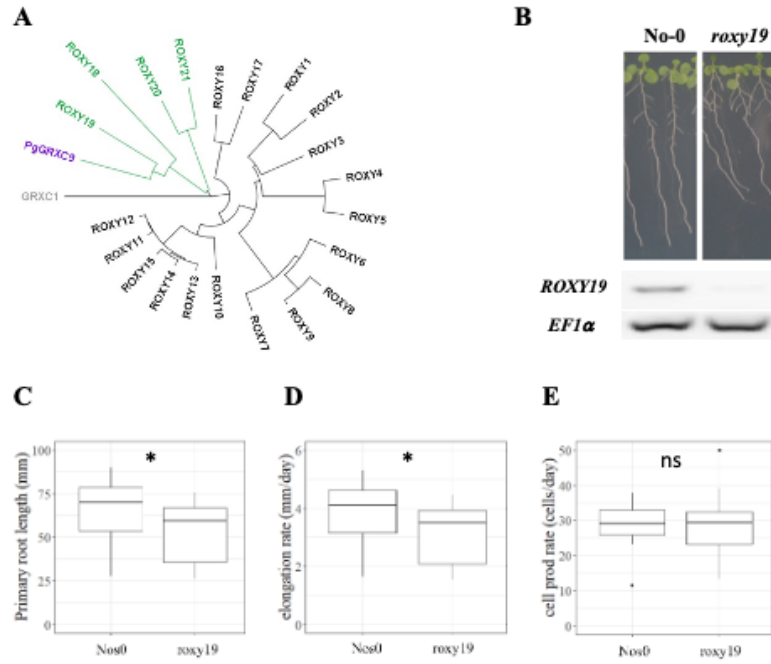 A
ROXY18
ROXY19
ROXY20
ROXY21
ROXY16
ROXY17
ROXY1
ROXY2
ROXY3
ROXY4
ROXY5
ROXY6
ROXY8
ROXY9
ROXY7
ROXY10
ROXY13
ROXY14
ROXY15
ROXY11
ROXY12
GRXC1
PgGRXC9
B
No-0 roxy19
ROXY19
EF1α
C
Primary root length (mm)
100
75
50
25
0
*
Nos0 roxy19
D
elongation rate (mm/day)
6
4
2
0
*
Nos0 roxy19
E
cell prod rate (cells/day)
50
40
30
20
10
0
ns
Nos0 roxy19